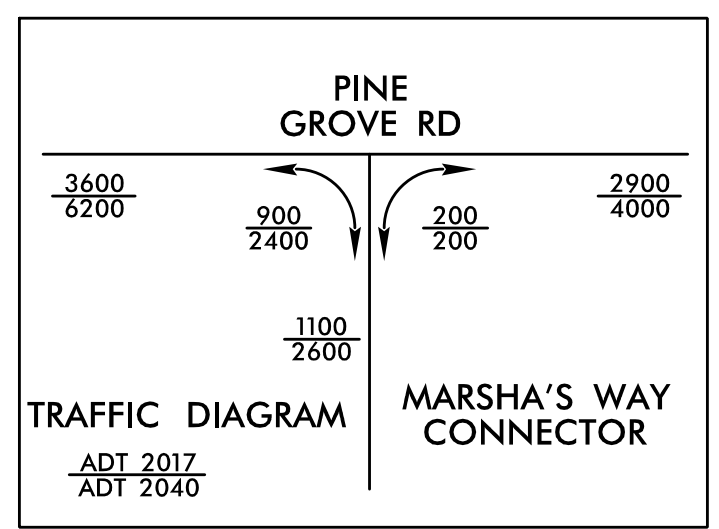 PINE
GROVE RD
3600
6200
900
2400
200
200
2900
4000
1100
2600
TRAFFIC DIAGRAM
ADT 2017
ADT 2040
MARSHA'S WAY
CONNECTOR